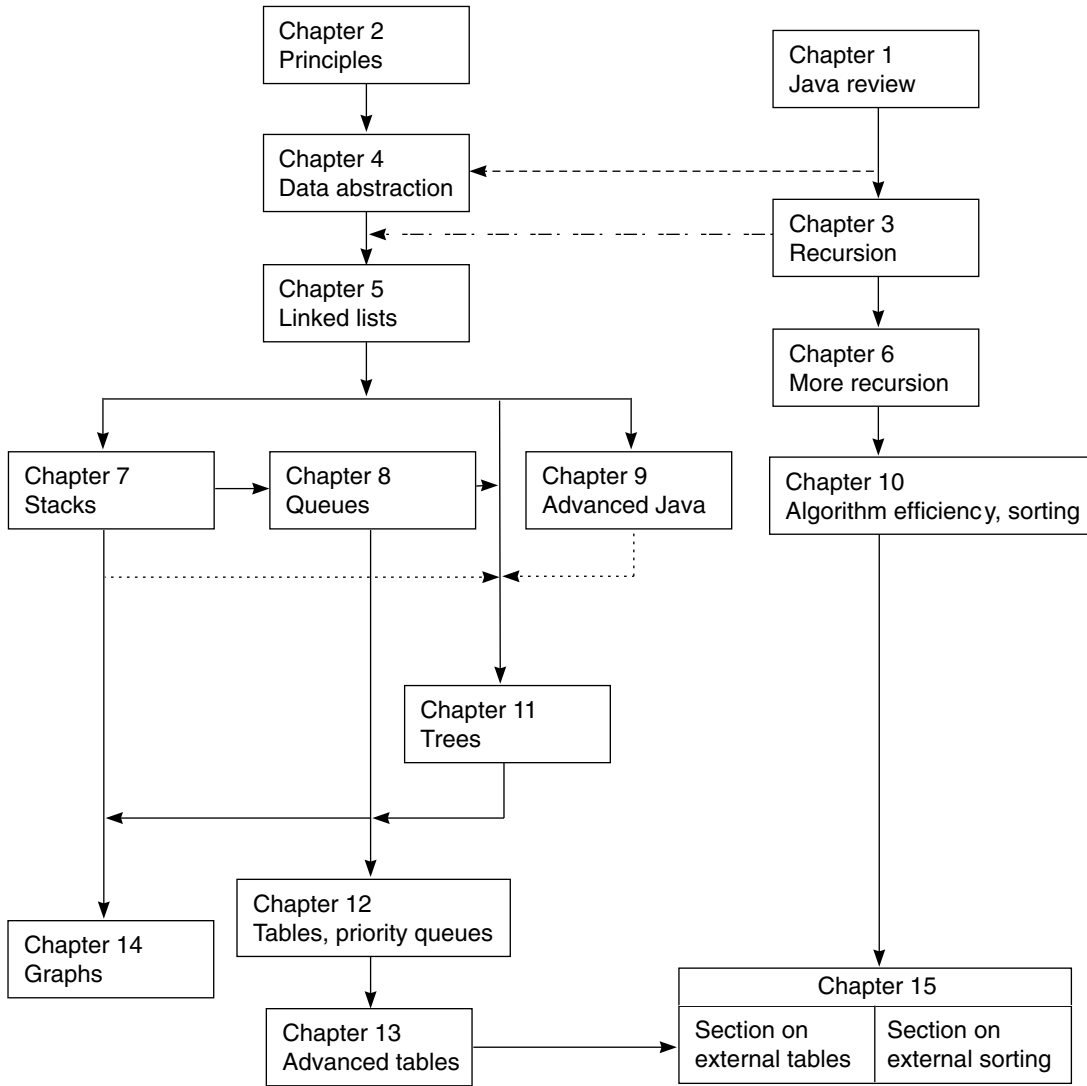 Chapter 2
Principles
Chapter 1
Java review
Chapter 4
Data abstraction
Chapter 3
Recursion
Chapter 5
Linked lists
Chapter 6
More recursion
Chapter 7
Stacks
Chapter 8
Queues
Chapter 9
Advanced Java
Chapter 10
Algorithm efficiency, sorting
Chapter 11
Trees
Chapter 12
Tables, priority queues
Chapter 14
Graphs
Chapter 13
Advanced tables
Chapter 15
Section on
external tables
Section on
external sorting